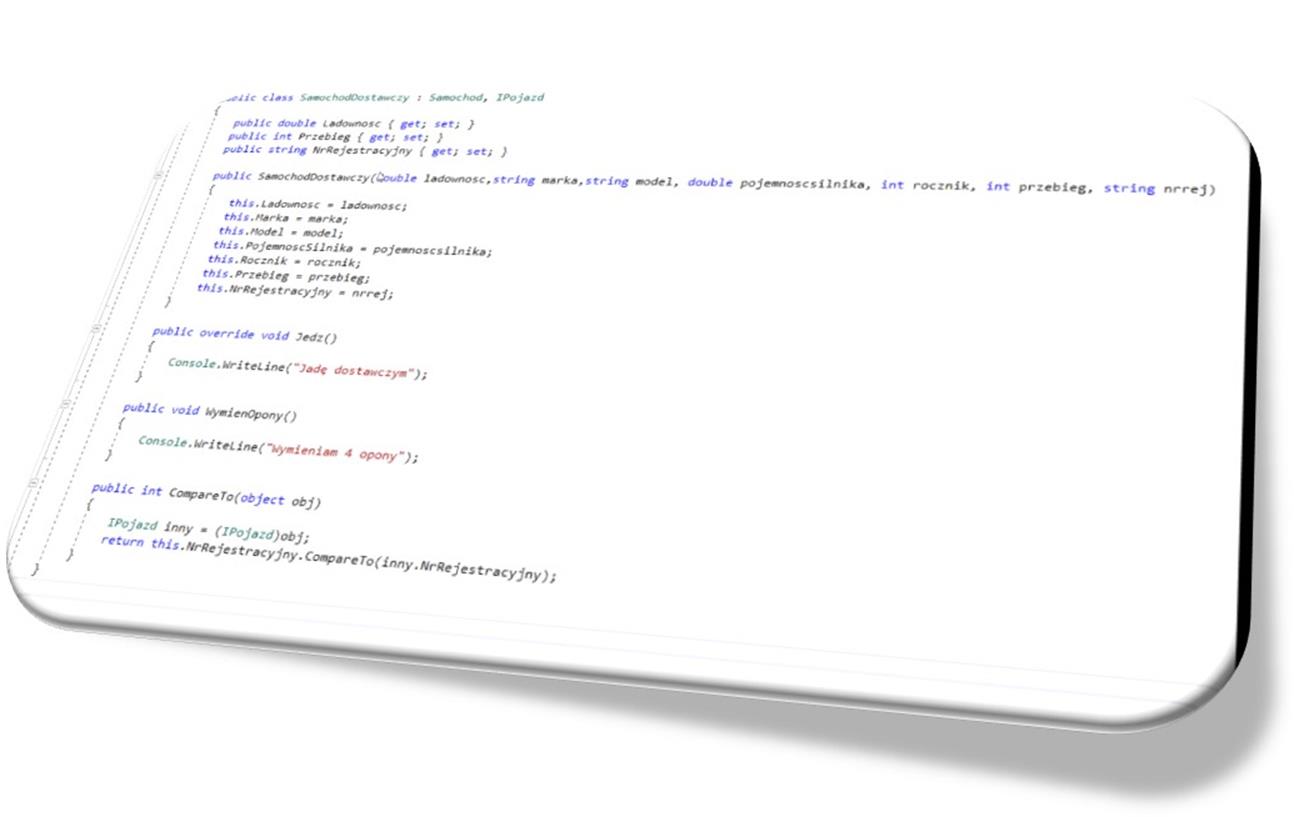 public class SamochodDostawczy : Samochod, IPojazd
{
public double Ladownosc { get; set; }
public int Przebieg { get; set; }
public string NrRejestracyjny { get; set; }
public SamochodDostawczy(double ladownosc,string marka,string model, double pojemnoscsilnika, int rocznik, int przebieg, string nrrej)
{
this.Ladownosc = ladownosc;
this.Marka = marka;
this.Model = model;
this.PojemnoscSilnika = pojemnoscsilnika;
this.Rocznik = rocznik;
this.Przebieg = przebieg;
this.NrRejestracyjny = nrrej;
}
public override void Jedz()
{
Console.WriteLine("Jadę dostawczym");
}
public void WymienOpony()
{
Console.WriteLine("Wymieniam 4 opony");
}
public int CompareTo(object obj)
{
IPojazd inny = (IPojazd)obj;
return this.NrRejestracyjny.CompareTo(inny.NrRejestracyjny);
}
}